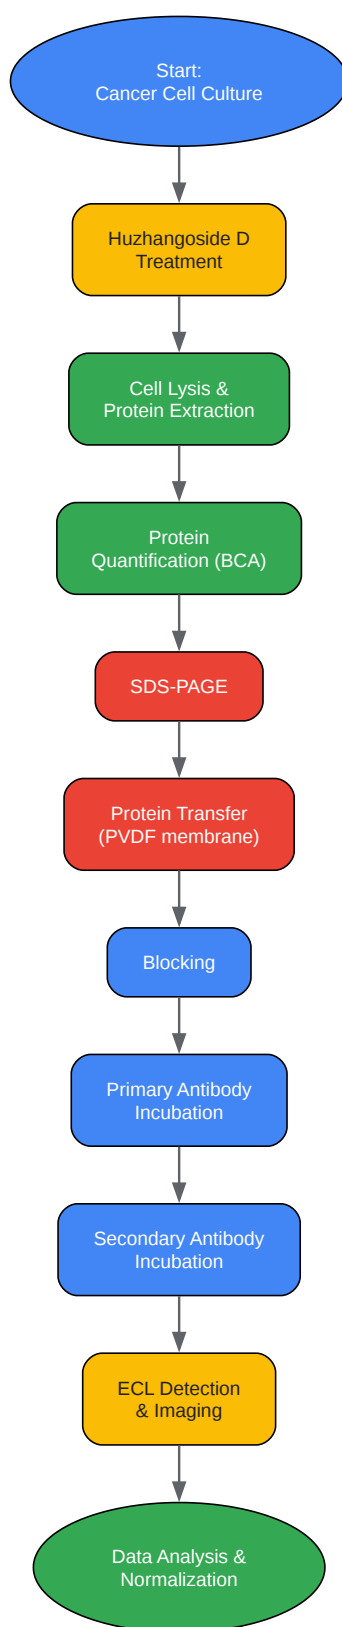 Start:
Cancer Cell Culture
Huzhangoside D
Treatment
Cell Lysis &
Protein Extraction
Protein
Quantification (BCA)
SDS-PAGE
Protein Transfer
(PVDF membrane)
Blocking
Primary Antibody
Incubation
Secondary Antibody
Incubation
ECL Detection
& Imaging
Data Analysis &
Normalization